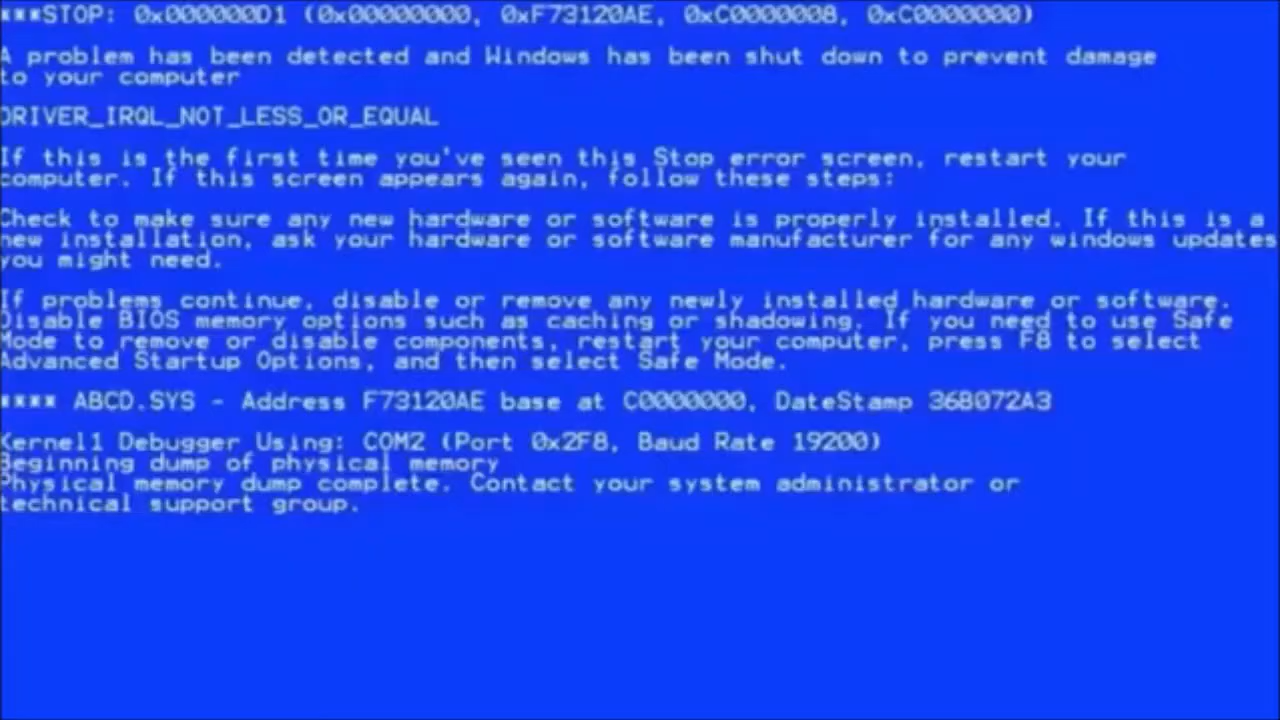 ***STOP: 0x000000D1 (0x00000000, 0xF73120AE, 0xC0000008, 0xC0000000)
A problem has been detected and Windows has been shut down to prevent damage
to your computer
DRIVER_IRQL_NOT_LESS_OR_EQUAL
If this is the first time you've seen this Stop error screen, restart your
computer. If this screen appears again, follow these steps:
Check to make sure any new hardware or software is properly installed. If this is a
new installation, ask your hardware or software manufacturer for any windows updates
you might need.
If problems continue, disable or remove any newly installed hardware or software.
Disable BIOS memory options such as caching or shadowing. If you need to use Safe
Mode to remove or disable components, restart your computer, press F8 to select
Advanced Startup Options, and then select Safe Mode.
**** ABCD.SYS - Address F73120AE base at C0000000, DateStamp 36B072A3
Kernel1 Debugger Using: COM2 (Port 0x2F8, Baud Rate 19200)
Beginning dump of physical memory
Physical memory dump complete. Contact your system administrator or
technical support group.